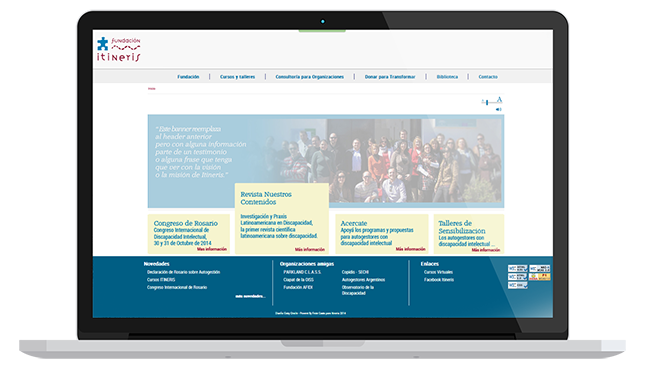 FUNDACIÓN
itineris
Fundación
Cursos y talleres
Consultoría para Organizaciones
Donar para Transformar
Biblioteca
Contacto
Inicio
A
"Este banner remplaza
al header anterior
pero con alguna información
parte de un testimonio
o alguna frase que tenga
que ver con la visión
o la misión de Itineris."
Revista Nuestros
Contenidos
Investigación y Praxis
Latinoamericana en Discapacidad,
la primer revista científica
latinoamericana sobre discapacidad.
Más información
Congreso de Rosario
Congreso Internacional de
Discapacidad Intelectual,
30 y 31 de Octubre de 2014
Más información
Acercate
Apoyá los programas y propuestas
para autogestores con
discapacidad intelectual
Más información
Talleres de
Sensibilización
Los autogestores con
discapacidad intelectual ...
Más información
Novedades
Declaración de Rosario sobre Autogestión
Cursos ITINERIS
Congreso Internacional de Rosario
más novedades...
Organizaciones amigas
PARKLAND C.L.A.S.S.
Ciapat de la OISS
Fundación AFIDI
Copidis - SECHI
Autogestores Argentinos
Observatorio de la
Discapacidad
Enlaces
Cursos Virtuales
Facebook Itineris